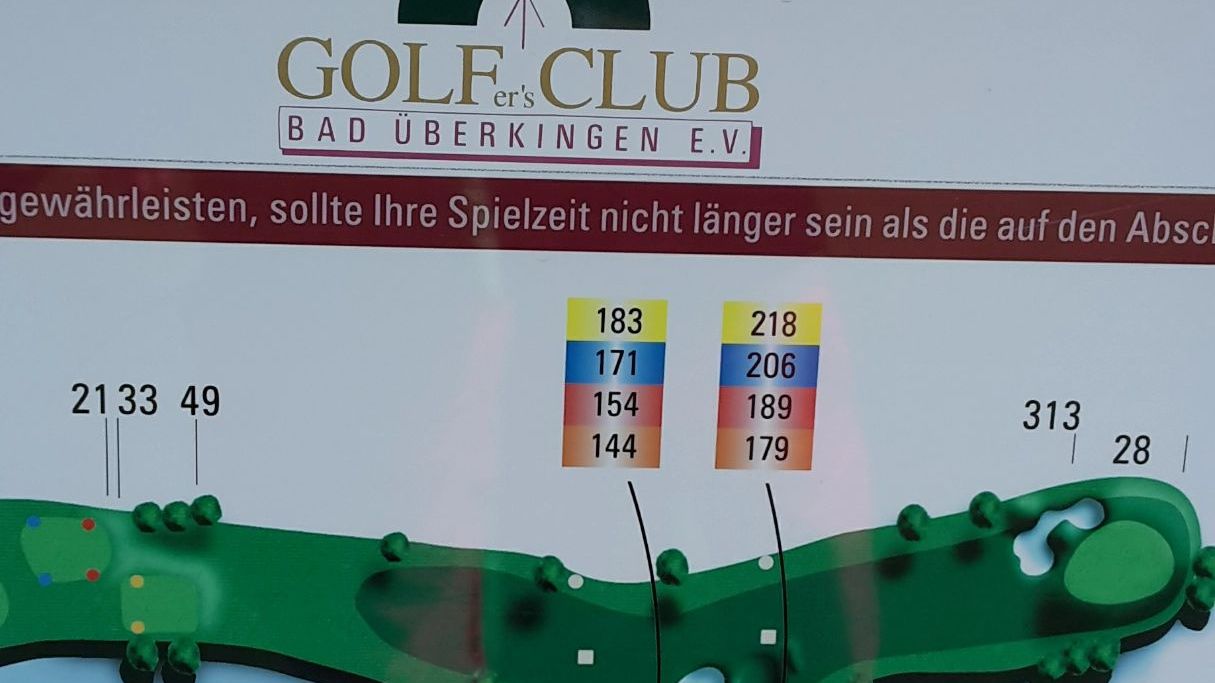 GOLFer'sCLUB
BAD ÜBERKINGEN E.V.
gewährleisten, sollte Ihre Spielzeit nicht länger sein als die auf den Absc
183 218
171 206
154 189
144 179
21 33 49
313
28